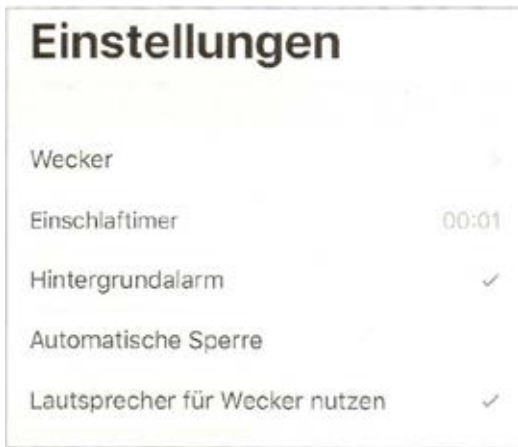 Einstellungen
Wecker
Einschlaftimer 00:01
Hintergrundalarm
Automatische Sperre
Lautsprecher für Wecker nutzen